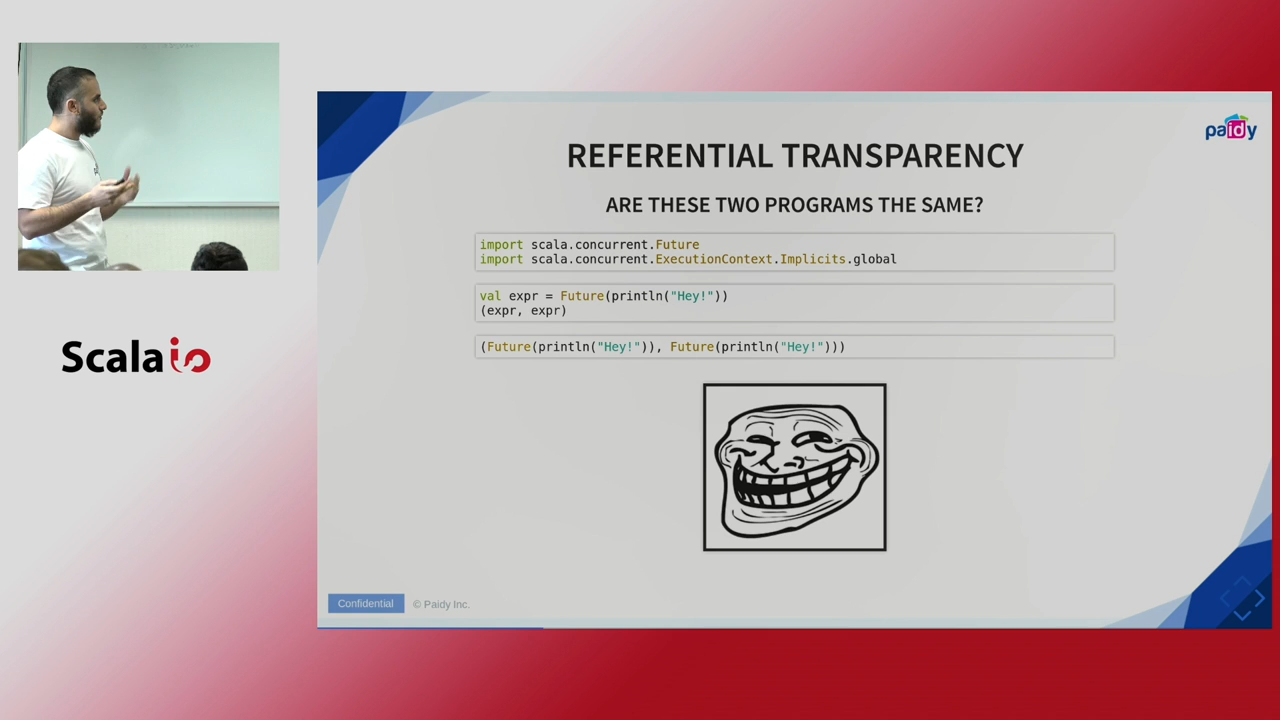 paidy
REFERENTIAL TRANSPARENCY
ARE THESE TWO PROGRAMS THE SAME?
import scala.concurrent.Future
import scala.concurrent.ExecutionContext.Implicits.global
val expr = Future(println("Hey!"))
(expr, expr)
(Future(println("Hey!")), Future(println("Hey!")))
Scala io
Confidential
© Paidy Inc.